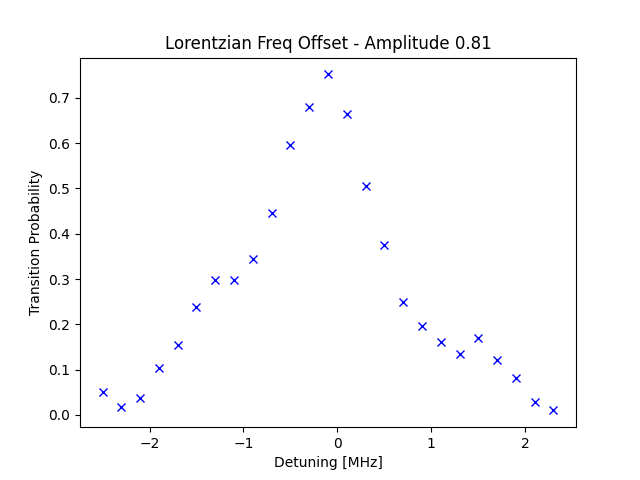 Lorentzian Freq Offset - Amplitude 0.81
Transition Probability
0.7
0.6
0.5
0.4
0.3
0.2
0.1
0.0
−2 −1 0 1 2
Detuning [MHz]